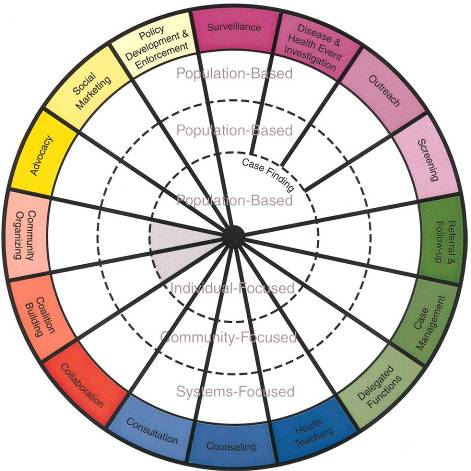 Surveillance
Disease &
Health Event
Investigation
Outreach
Screening
Referral &
Follow-up
Case
Management
Delegated
Functions
Health
Teaching
Counseling
Consultation
Collaboration
Coalition
Building
Community
Organizing
Advocacy
Social
Marketing
Policy
Development &
Enforcement
Population-Based
Population-Based
Case Finding
Population-Based
Individual-Focused
Community-Focused
Systems-Focused